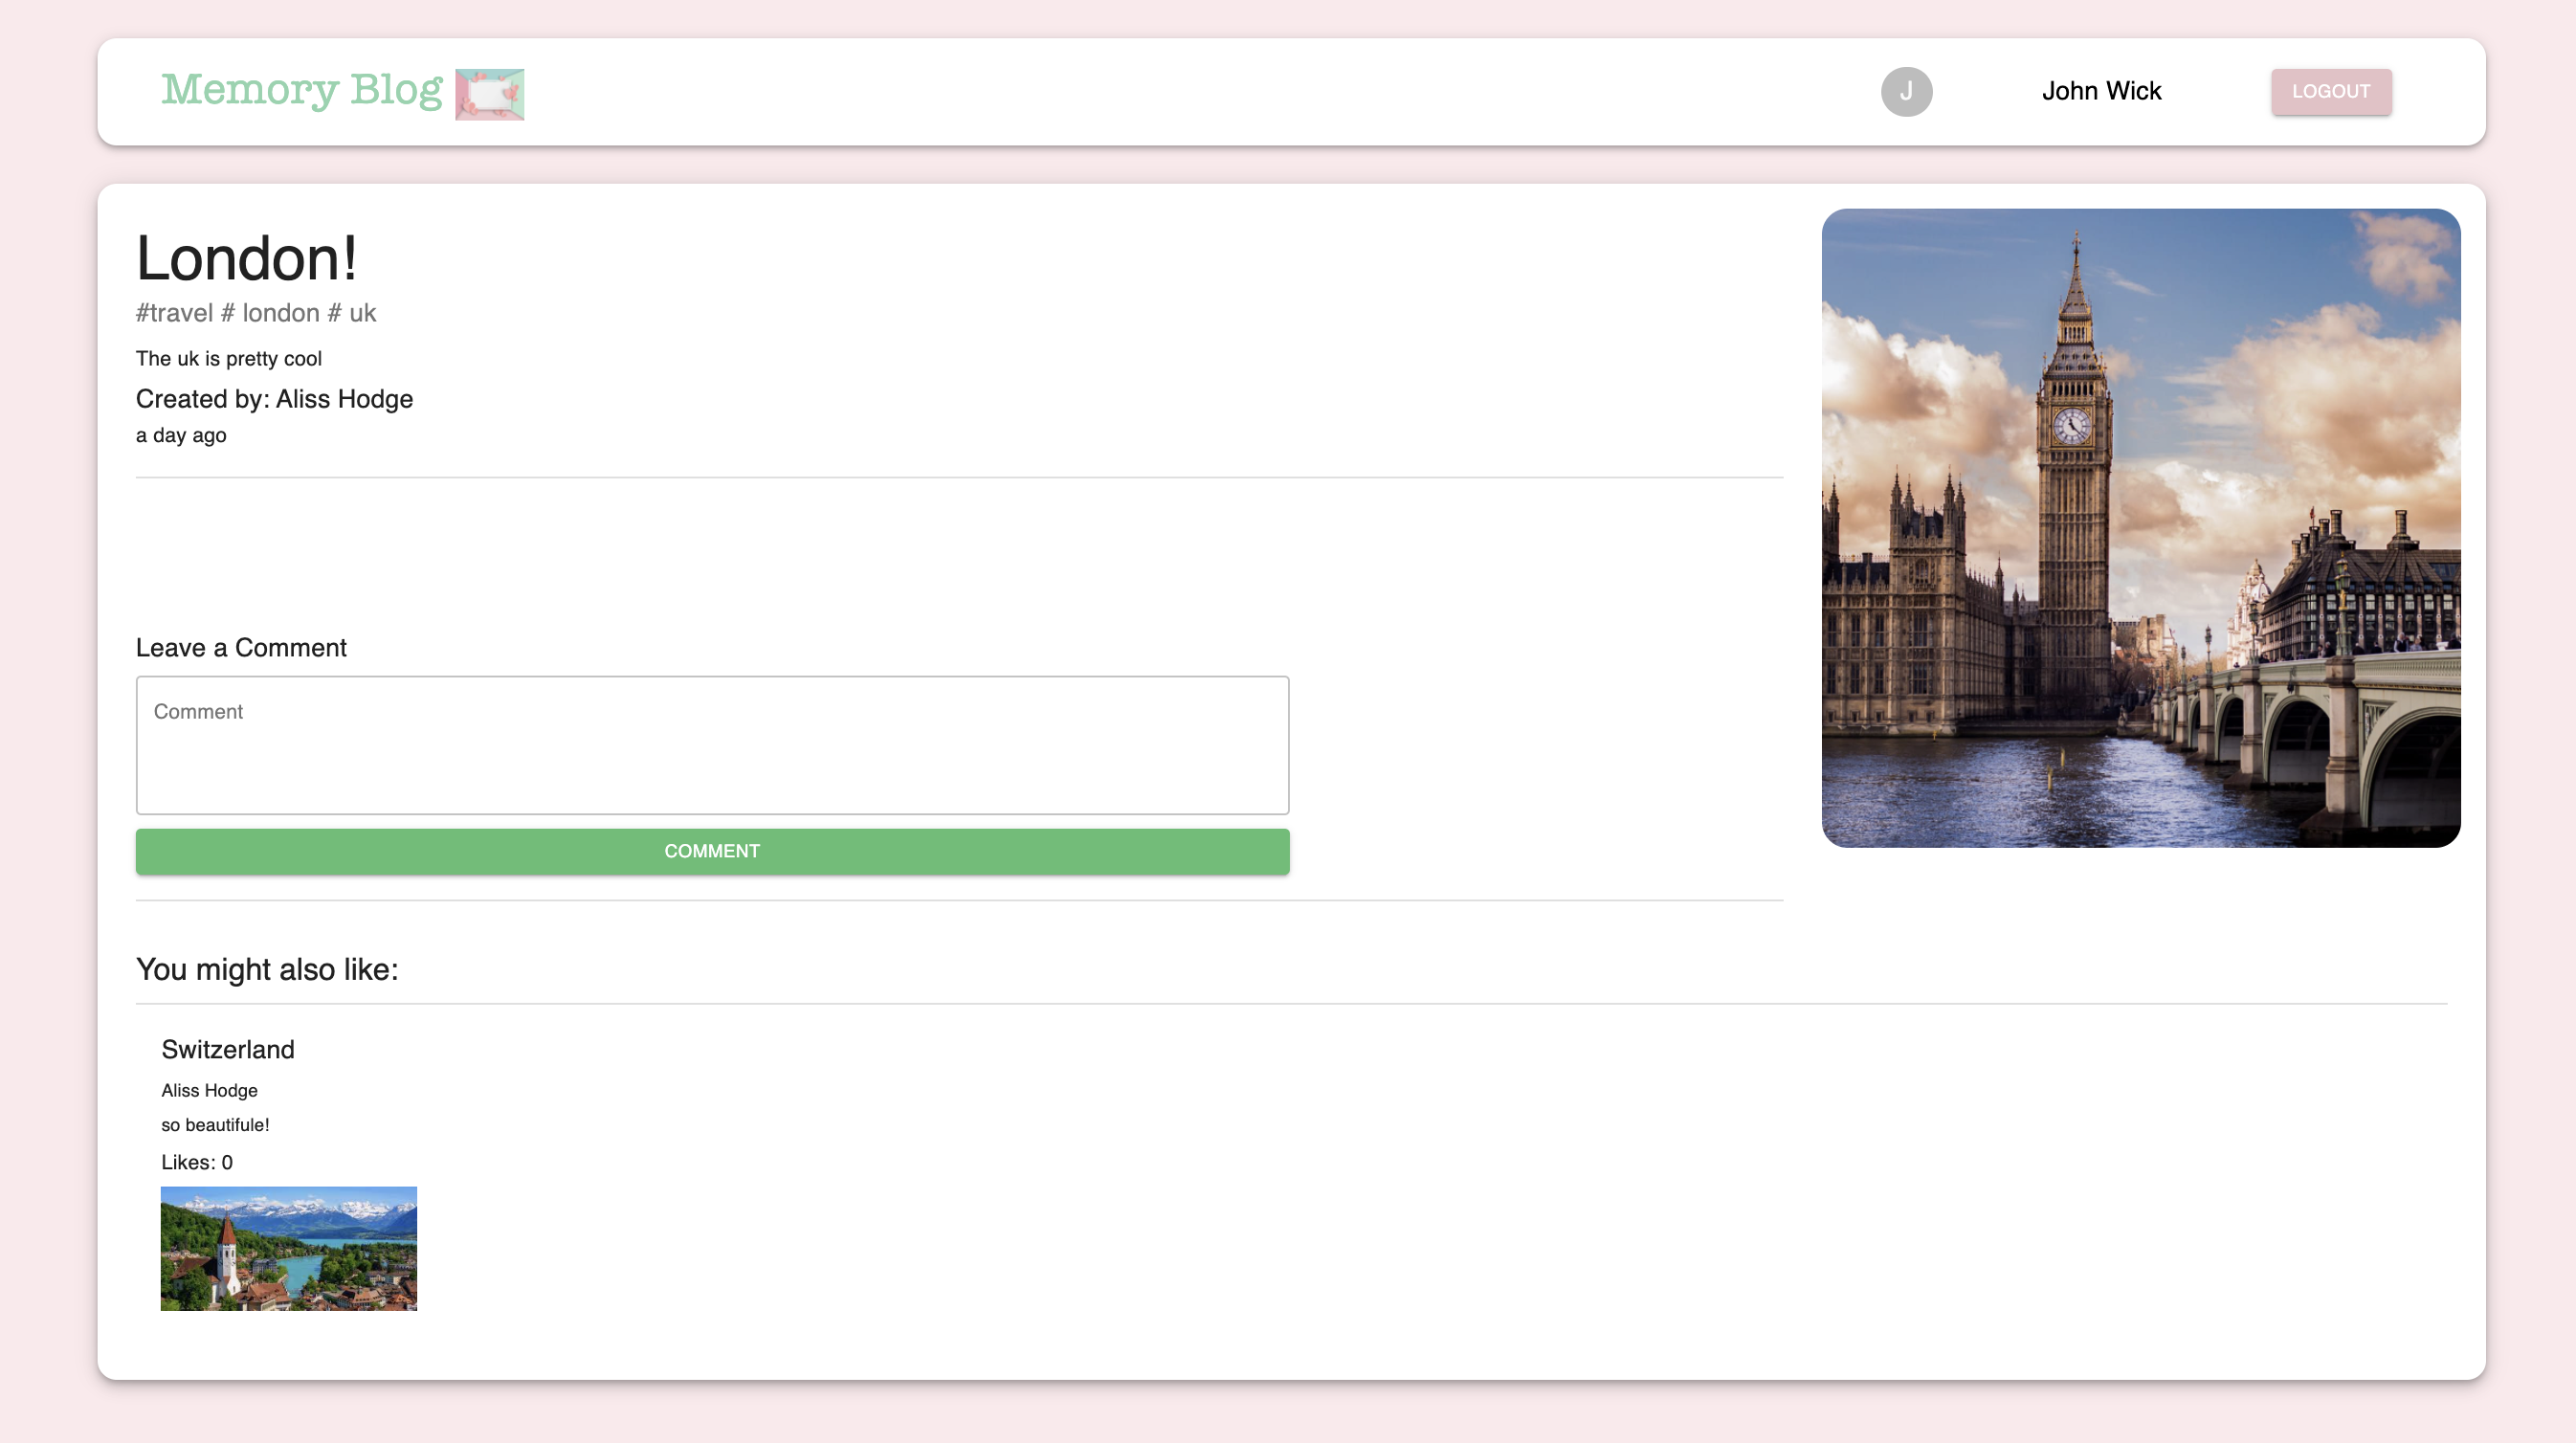 Memory Blog
J
John Wick
LOGOUT
London!
#travel # london # uk
The uk is pretty cool
Created by: Aliss Hodge
a day ago
Leave a Comment
Comment
COMMENT
You might also like:
Switzerland
Aliss Hodge
so beautifule!
Likes: 0